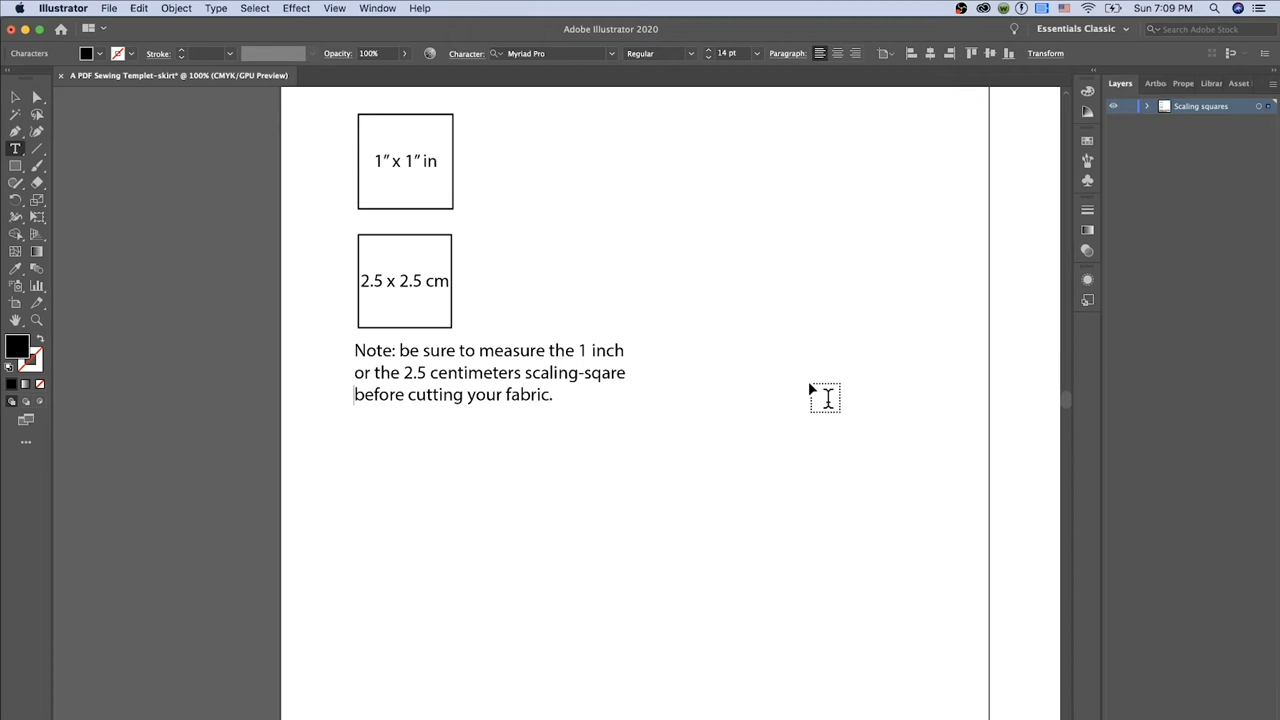 Illustrator File Edit Object Type Select Effect View Window Help Sun 7:09 PM
Adobe Illustrator 2020 Essentials Classic Search Adobe Stock
Characters Stroke: Opacity: 100% Character: Myriad Pro Regular 14 pt Paragraph: Transform
A PDF Sewing Templet-skirt* @ 100% (CMYK/GPU Preview)
Layers Artbo Prope Librar Asset
Scaling squares
1” x 1” in
2.5 x 2.5 cm
Note: be sure to measure the 1 inch
or the 2.5 centimeters scaling-sqare
before cutting your fabric.